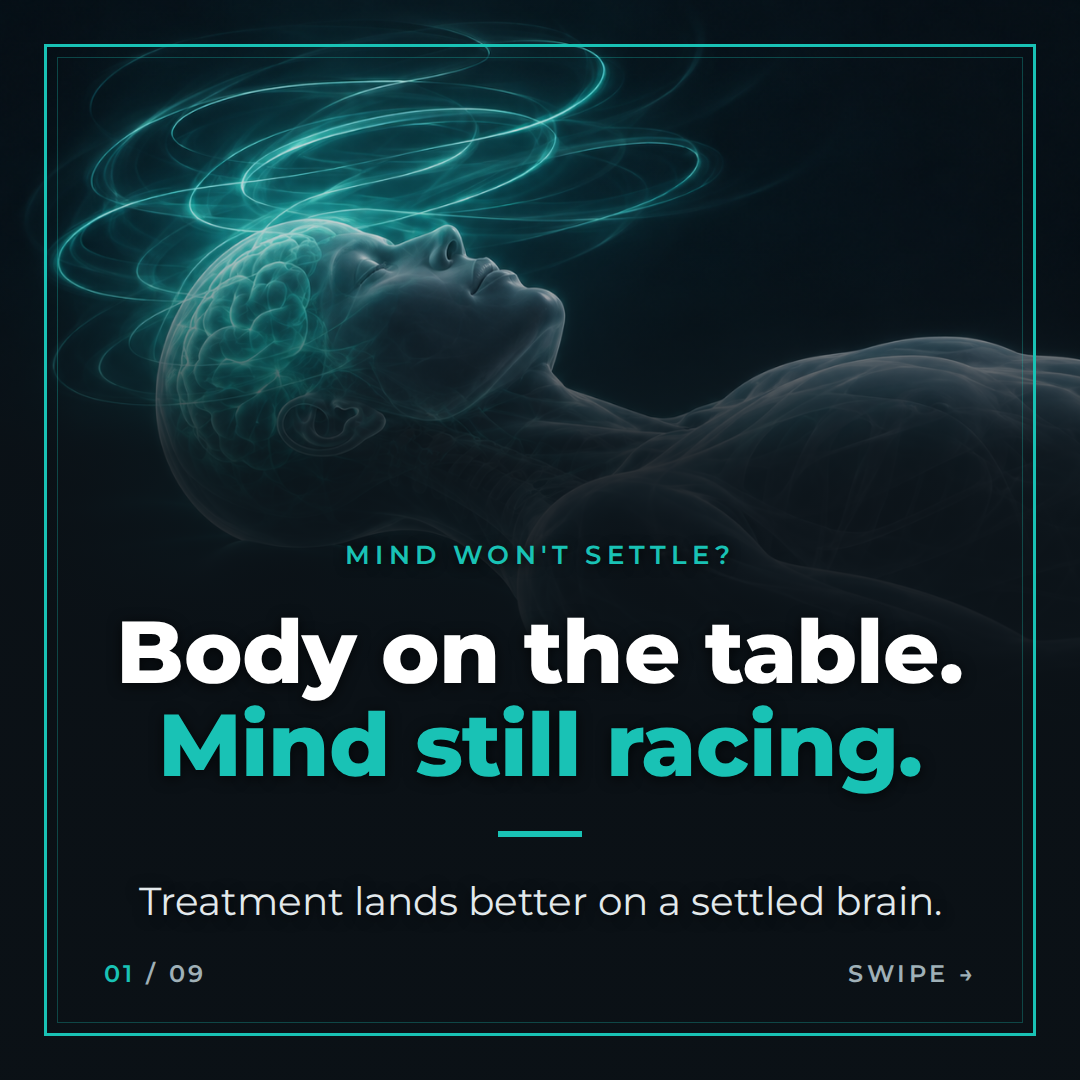 MIND WON'T SETTLE?
Body on the table.
Mind still racing.
Treatment lands better on a settled brain.
01 / 09
SWIPE →